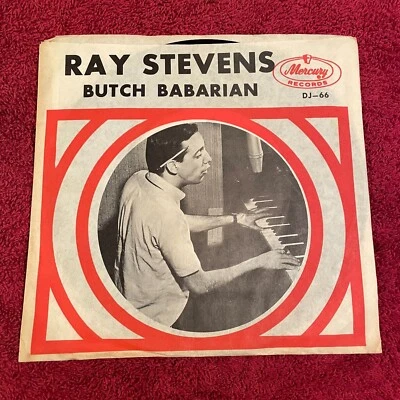 RAY STEVENS
BUTCH BABARIAN
Mercury
RECORDS
DJ-66